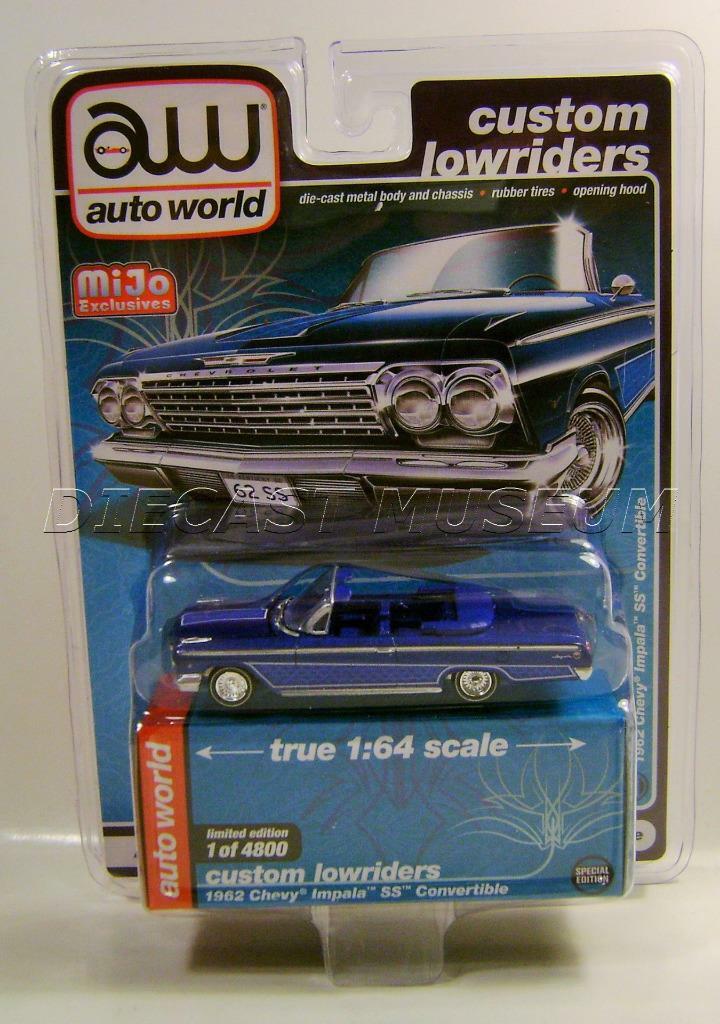 aw®
auto world
custom
lowriders
die-cast metal body and chassis • rubber tires • opening hood
MiJo
Exclusives
CHEVROLET
62 SS
DIECAST MUSEUM
1962 Chevy® Impala™ SS™ Convertible
auto world
true 1:64 scale
limited edition
1 of 4800
custom lowriders
1962 Chevy® Impala™ SS™ Convertible
SPECIAL
EDITION